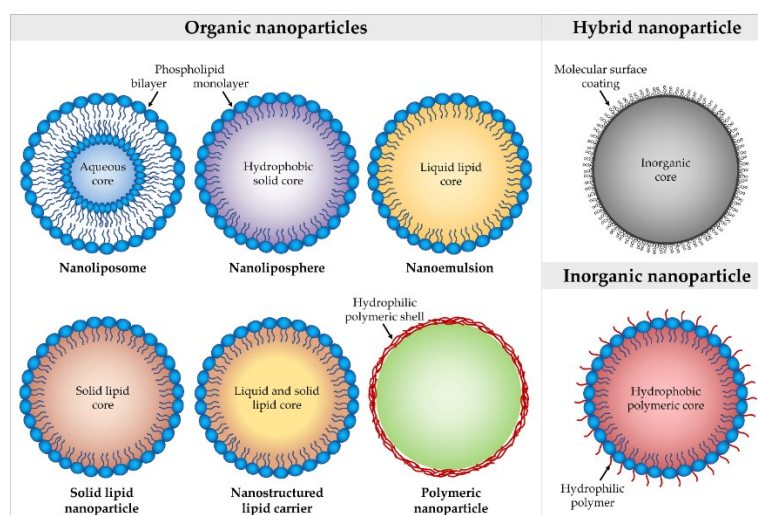 Organic nanoparticles
Hybrid nanoparticle
Phospholipid
bilayer monolayer
Molecular surface
coating
Aqueous
core
Hydrophobic
solid core
Liquid lipid
core
Inorganic
core
Nanoliposome
Nanoliposphere
Nanoemulsion
Inorganic nanoparticle
Hydrophilic
polymeric shell
Solid lipid
core
Liquid and solid
lipid core
Hydrophobic
polymeric core
Solid lipid
nanoparticle
Nanostructured
lipid carrier
Polymeric
nanoparticle
Hydrophilic
polymer